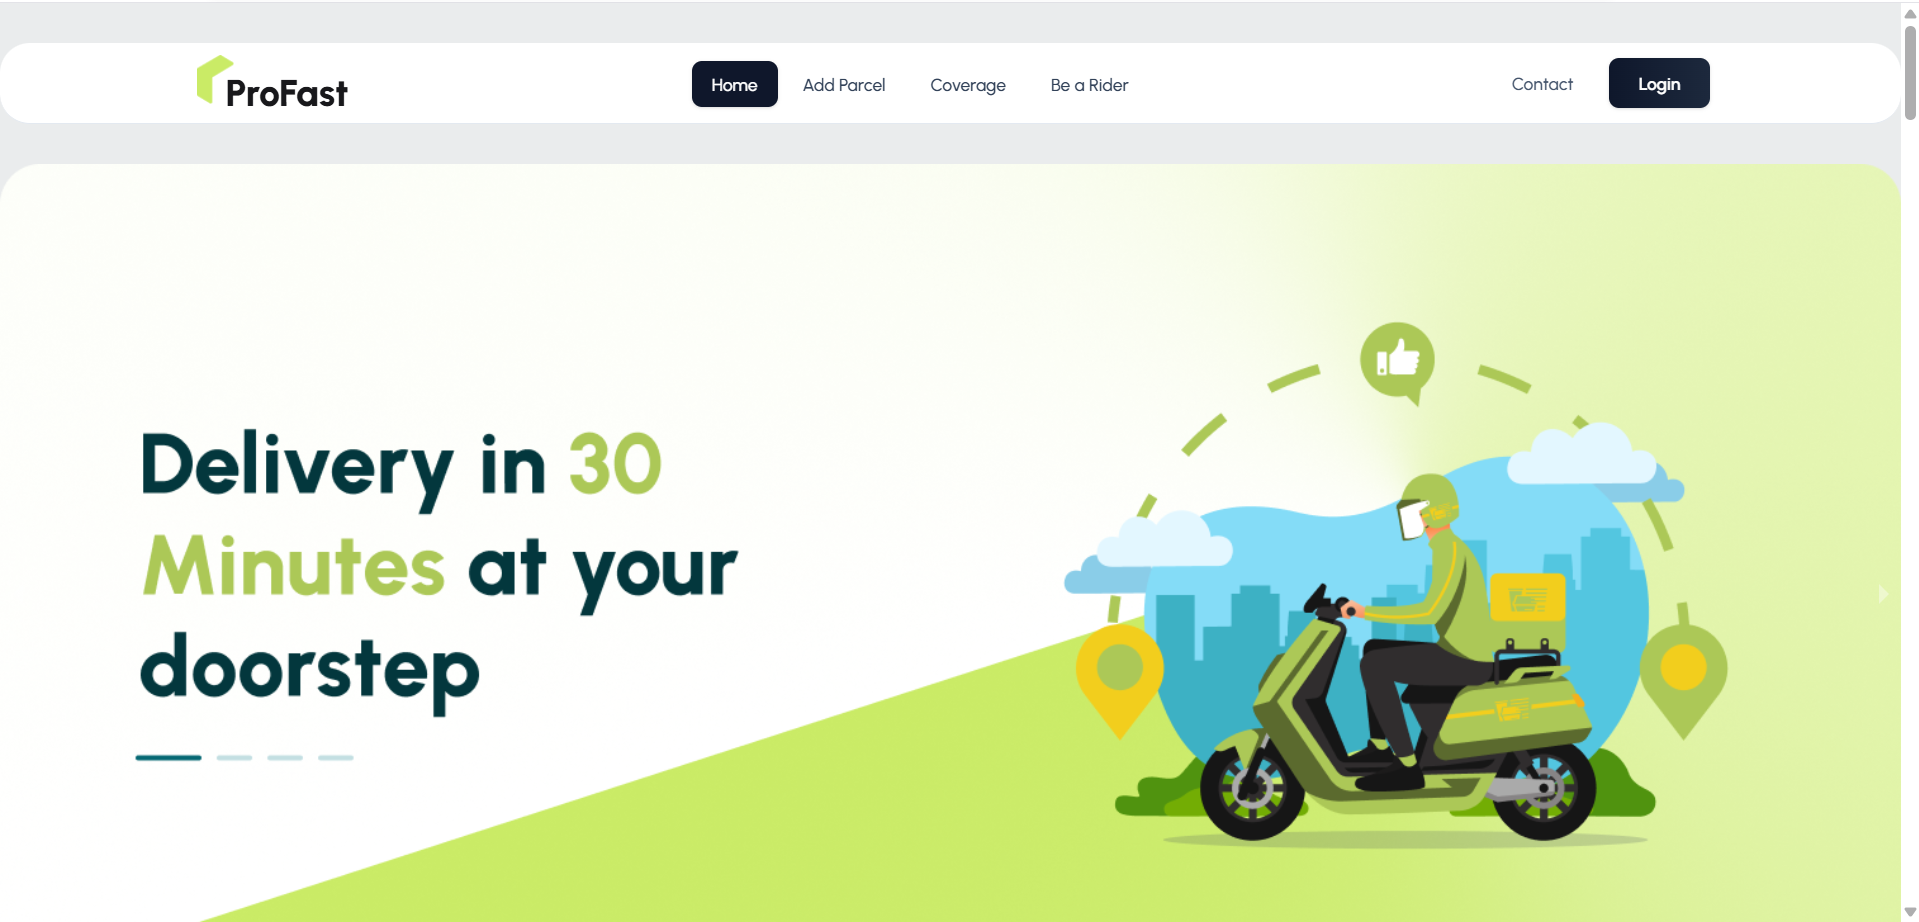 ProFast
Home
Add Parcel
Coverage
Be a Rider
Contact
Login
Delivery in 30
Minutes at your
doorstep